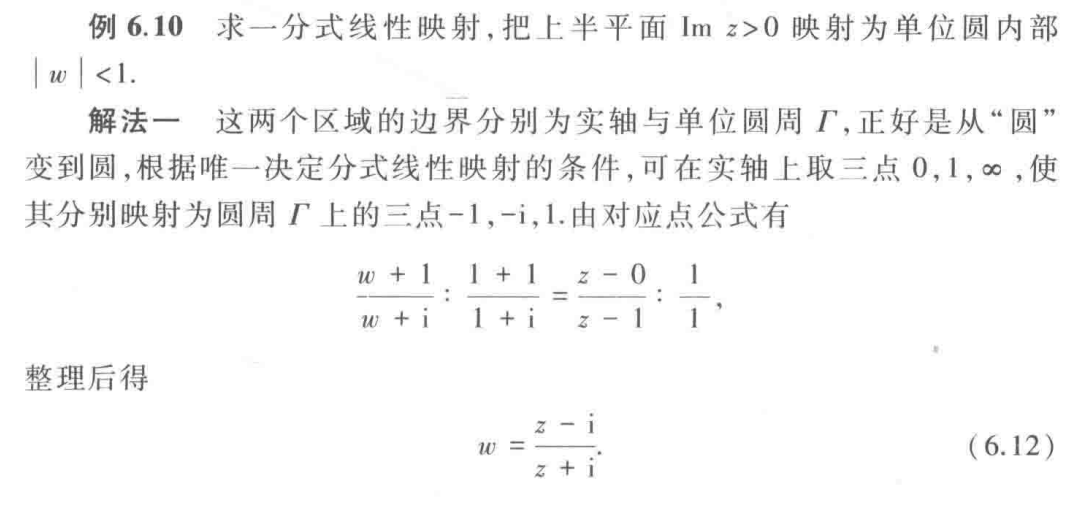 例 6.10 求一分式线性映射,把上半平面 Im z>0 映射为单位圆内部
|w|<1.
解法一 这两个区域的边界分别为实轴与单位圆周 Γ,正好是从“圆”
变到圆,根据唯一决定分式线性映射的条件,可在实轴上取三点 0,1,∞,使
其分别映射为圆周 Γ 上的三点-1,-i,1.由对应点公式有
(w + 1)/(w + i) : (1 + 1)/(1 + i) = (z - 0)/(z - 1) : 1/1,
整理后得
w = (z - i)/(z + i). (6.12)